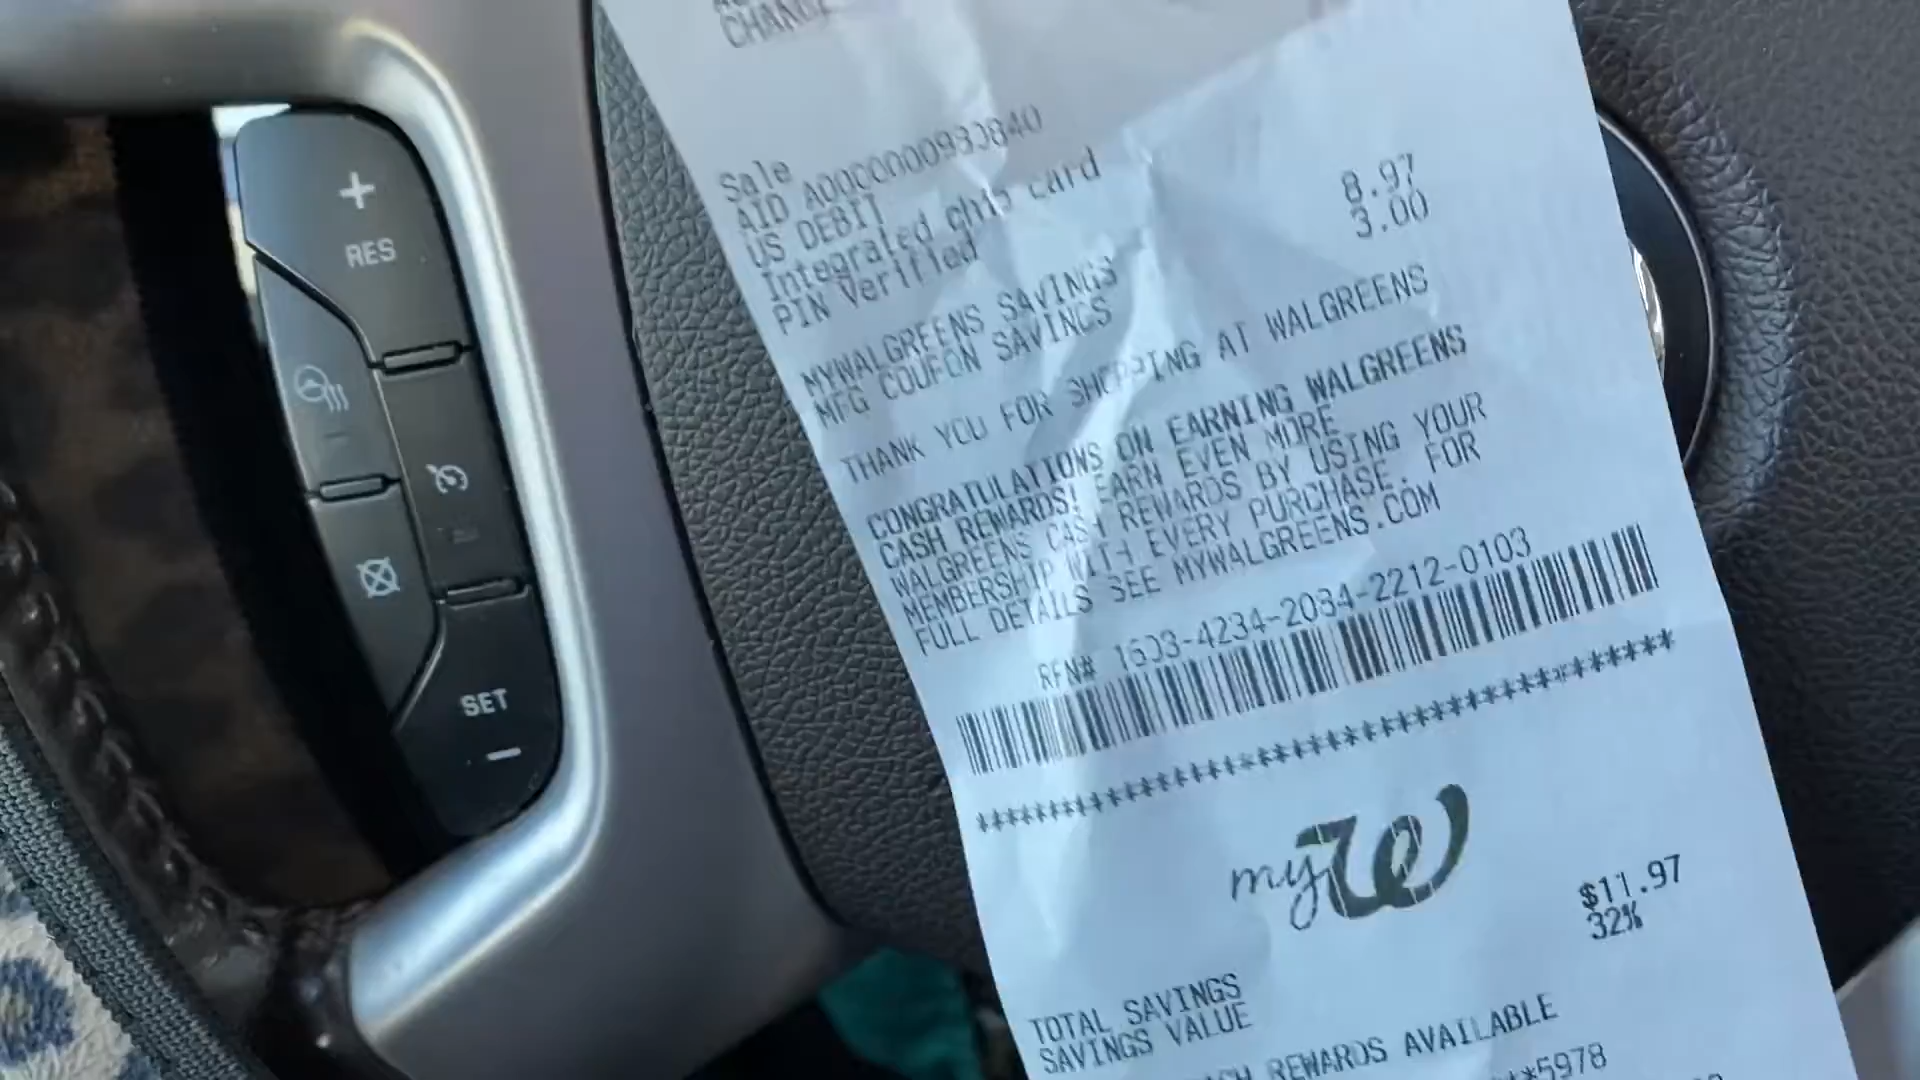 +
RES
SET
-
CHANGE
Sale
AID A0000000980840
US DEBIT
Integrated chip card
PIN Verified
MYWALGREENS SAVINGS 8.97
MFG COUPON SAVINGS 3.00
THANK YOU FOR SHOPPING AT WALGREENS
CONGRATULATIONS ON EARNING WALGREENS
CASH REWARDS! EARN EVEN MORE
WALGREENS CASH REWARDS BY USING YOUR
MEMBERSHIP WITH EVERY PURCHASE. FOR
FULL DETAILS SEE MYWALGREENS.COM
RFN# 1603-4234-2084-2212-0103
****************************************
myW
TOTAL SAVINGS $11.97
SAVINGS VALUE 32%
CASH REWARDS AVAILABLE
*5978